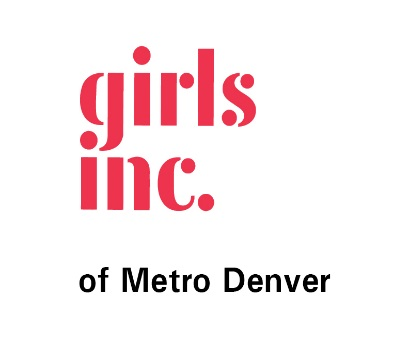 girls
inc.
of Metro Denver